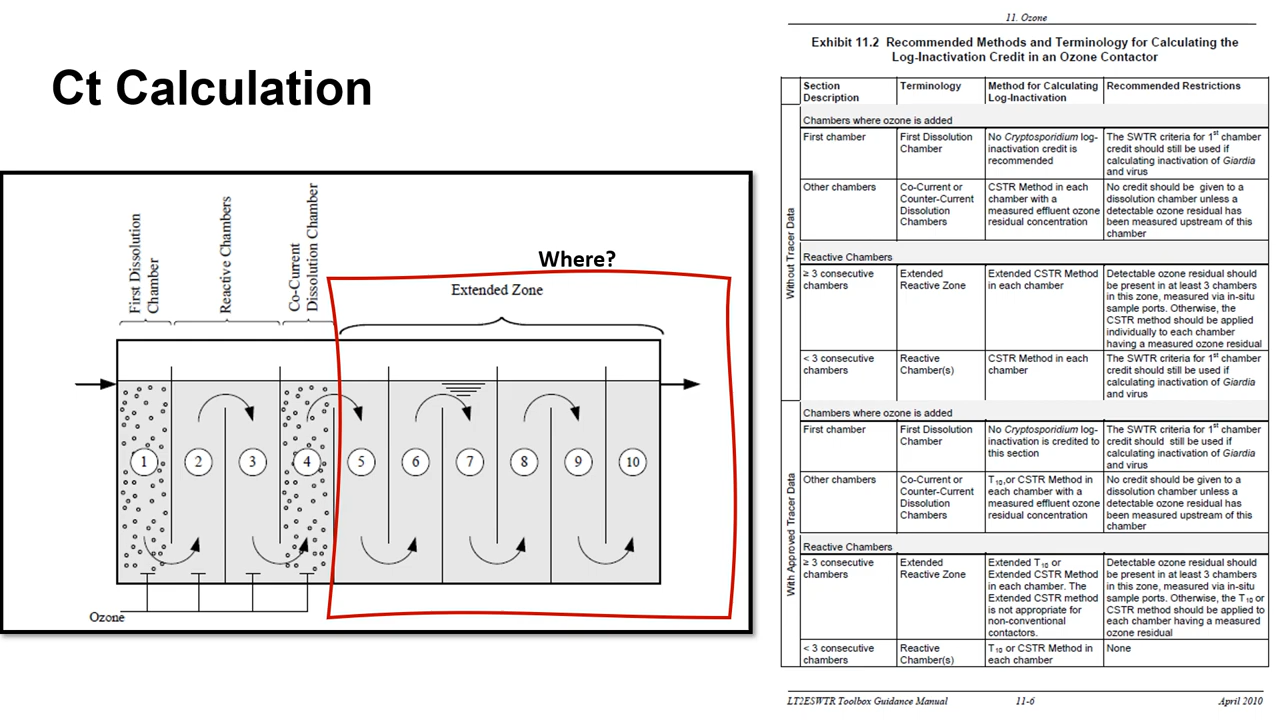 Ct Calculation
First Dissolution
Chamber
Reactive Chambers
Co-Current
Dissolution Chamber
Where?
Extended Zone
1 2 3 4 5 6 7 8 9 10
Ozone
11. Ozone
Exhibit 11.2 Recommended Methods and Terminology for Calculating the
Log-Inactivation Credit in an Ozone Contactor
Section
Description
Terminology
Method for Calculating
Log-Inactivation
Recommended Restrictions
Without Tracer Data
Chambers where ozone is added
First chamber
First Dissolution
Chamber
No Cryptosporidium log-
inactivation credit is
recommended
The SWTR criteria for 1st chamber
credit should still be used if
calculating inactivation of Giardia
and virus
Other chambers
Co-Current or
Counter-Current
Dissolution
Chambers
CSTR Method in each
chamber with a
measured effluent ozone
residual concentration
No credit should be given to a
dissolution chamber unless a
detectable ozone residual has
been measured upstream of this
chamber
Reactive Chambers
≥ 3 consecutive
chambers
Extended
Reactive Zone
Extended CSTR Method
in each chamber
Detectable ozone residual should
be present in at least 3 chambers
in this zone, measured via in-situ
sample ports. Otherwise, the
CSTR method should be applied
individually to each chamber
having a measured ozone residual
< 3 consecutive
chambers
Reactive
Chamber(s)
CSTR Method in each
chamber
The SWTR criteria for 1st chamber
credit should still be used if
calculating inactivation of Giardia
and virus
With Approved Tracer Data
Chambers where ozone is added
First chamber
First Dissolution
Chamber
No Cryptosporidium log-
inactivation is credited to
this section
The SWTR criteria for 1st chamber
credit should still be used if
calculating inactivation of Giardia
and virus
Other chambers
Co-Current or
Counter-Current
Dissolution
Chambers
T10,or CSTR Method in
each chamber with a
measured effluent ozone
residual concentration
No credit should be given to a
dissolution chamber unless a
detectable ozone residual has
been measured upstream of this
chamber
Reactive Chambers
≥ 3 consecutive
chambers
Extended
Reactive Zone
Extended T10 or
Extended CSTR Method
in each chamber. The
Extended CSTR method
is not appropriate for
non-conventional
contactors.
Detectable ozone residual should
be present in at least 3 chambers
in this zone, measured via in-situ
sample ports. Otherwise, the T10 or
CSTR method should be applied to
each chamber having a measured
ozone residual
< 3 consecutive
chambers
Reactive
Chamber(s)
T10 or CSTR Method in
each chamber
None
LT2ESWTR Toolbox Guidance Manual
11-6
April 2010